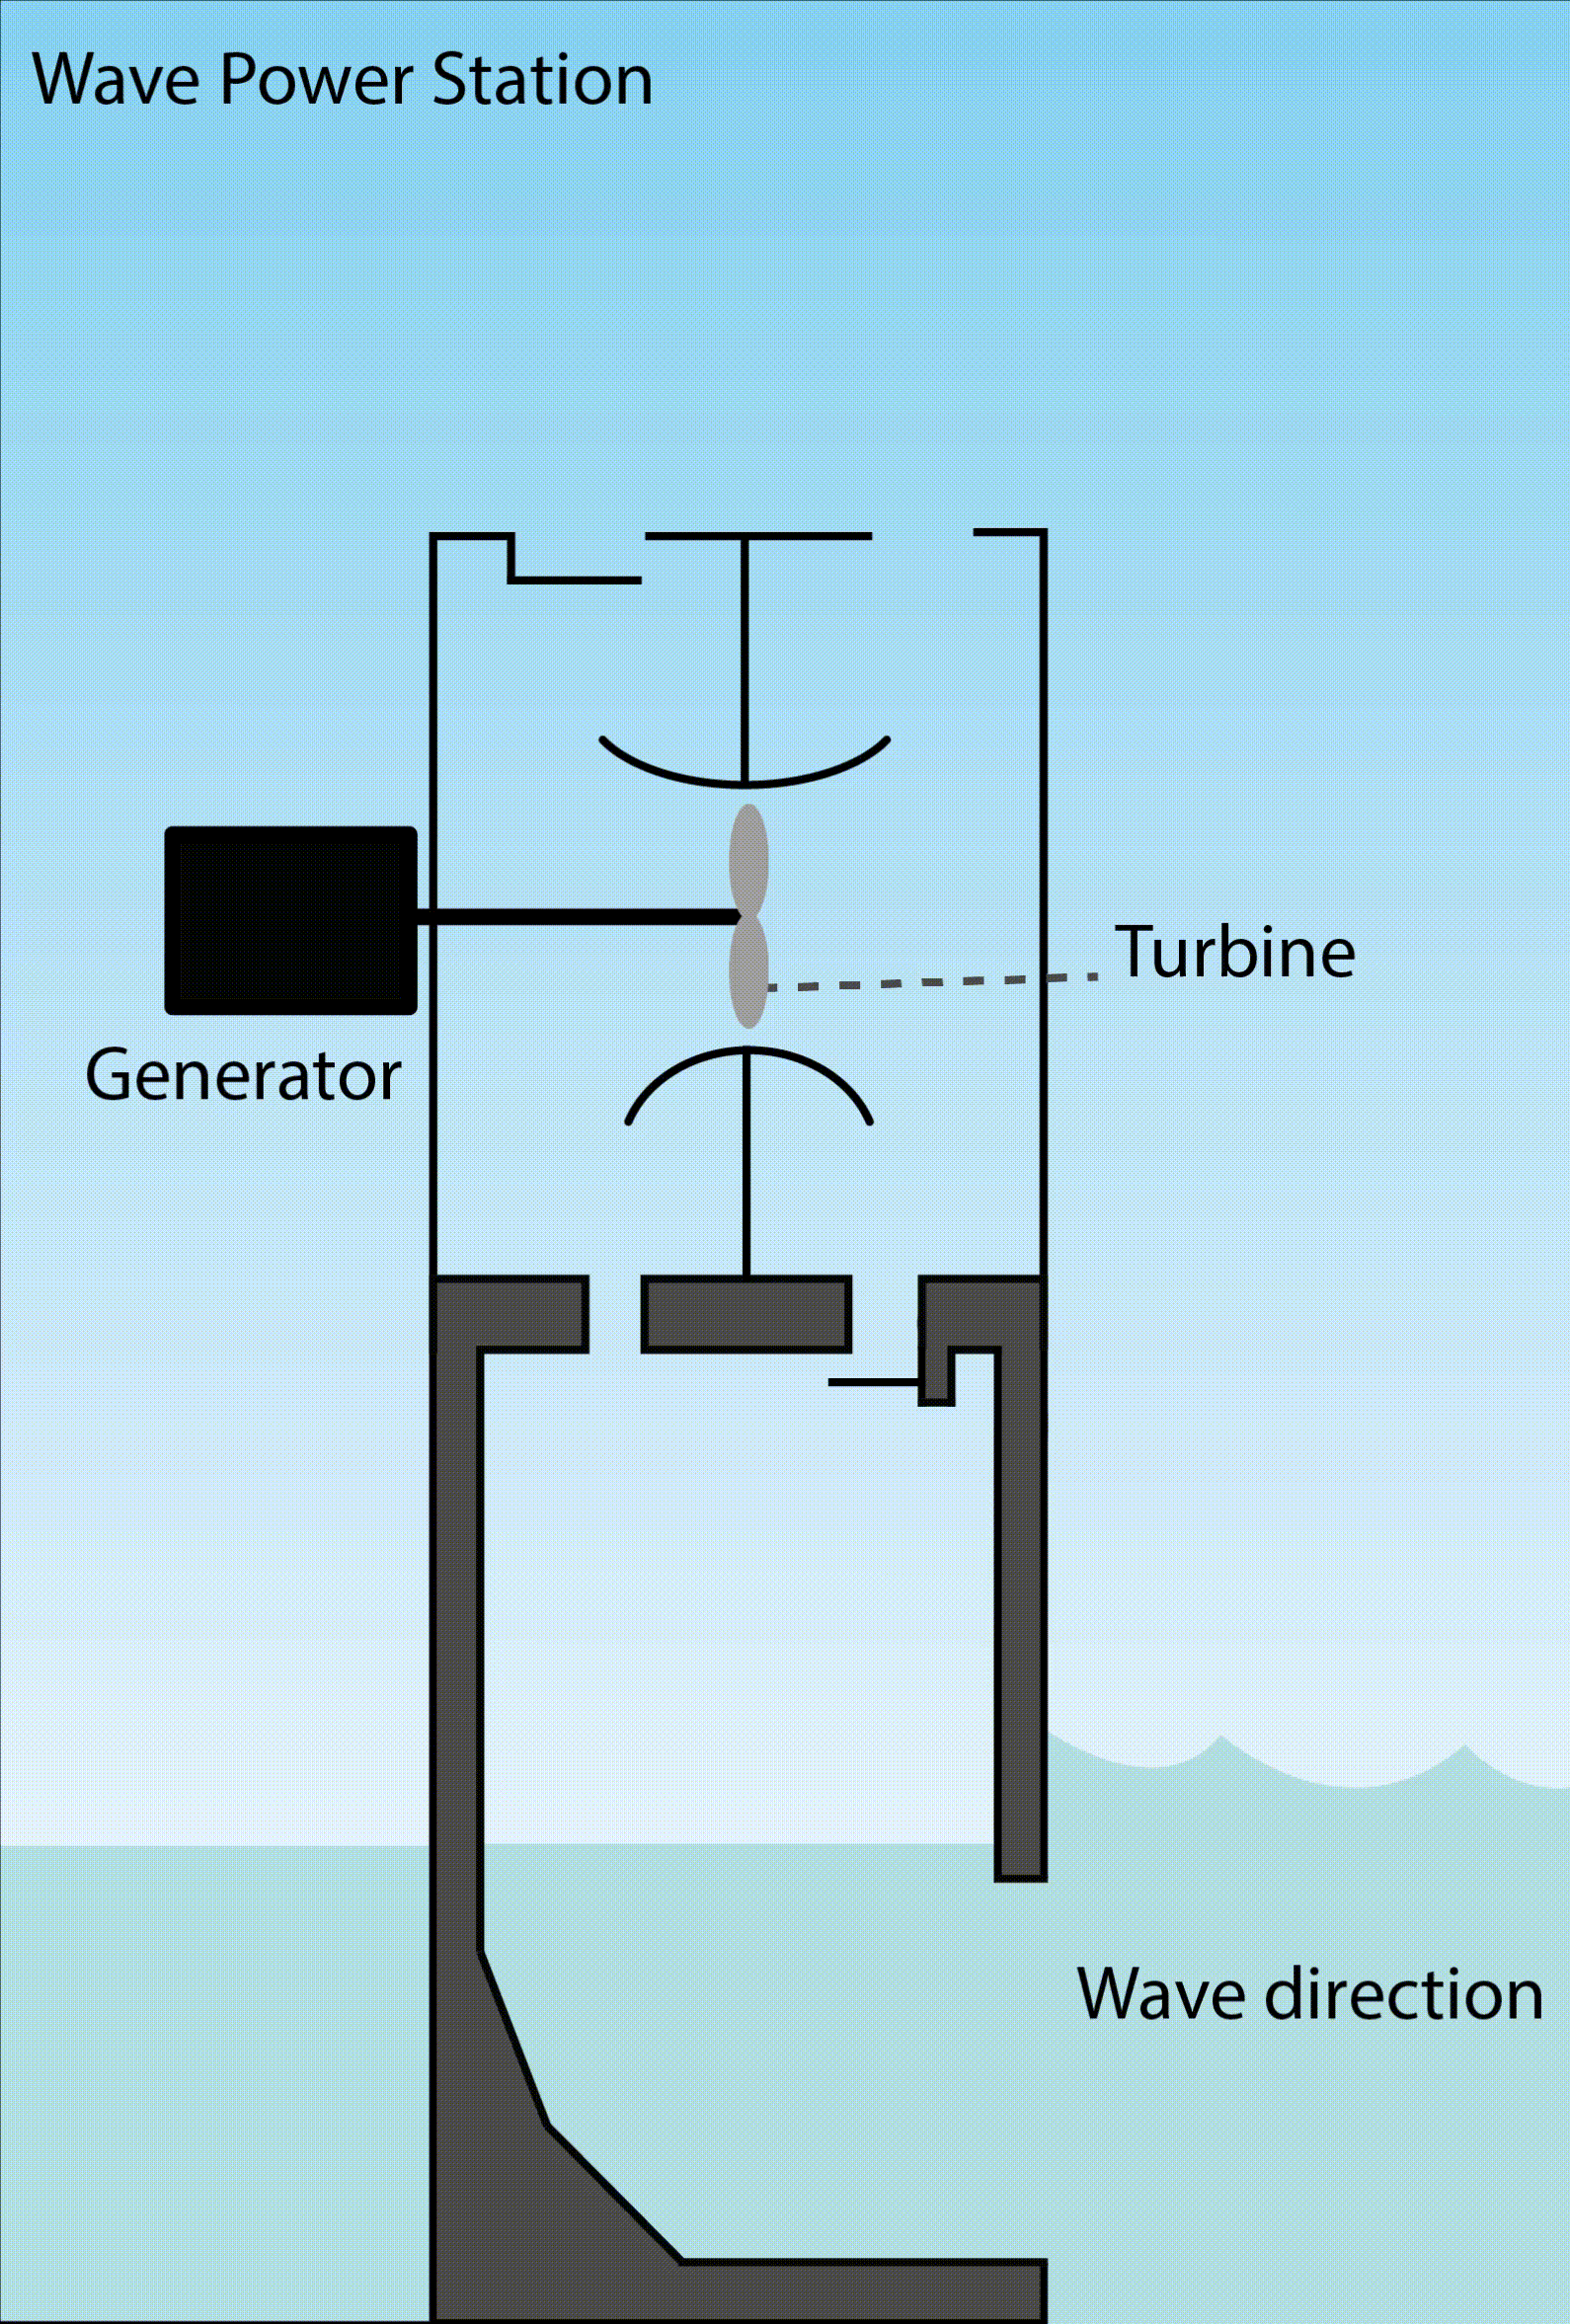 Wave Power Station
Turbine
Generator
Wave direction